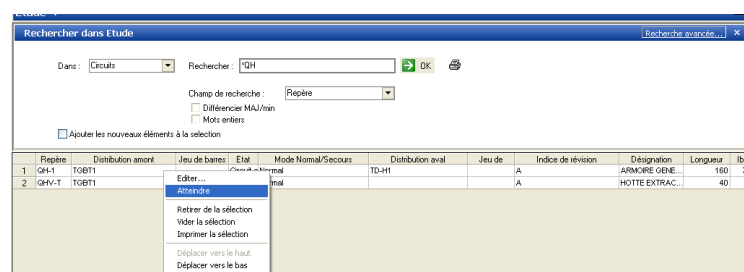 Etude
Rechercher dans Etude
Recherche avancée...
Dans : Circuits
Rechercher : *QH
OK
Champ de recherche : Repère
Différencier MAJ/min
Mots entiers
Ajouter les nouveaux éléments à la selection
Repère Distribution amont Jeu de barres Etat Mode Normal/Secours Distribution aval Jeu de Indice de révision Désignation Longueur Ib
1 QH-1 TGBT1 Normal TD-H1 A ARMOIRE GENE... 160
2 QHV-T TGBT1 A HOTTE EXTRAC... 40
Editer...
Atteindre
Retirer de la sélection
Vider la sélection
Imprimer la sélection
Déplacer vers le haut
Déplacer vers le bas